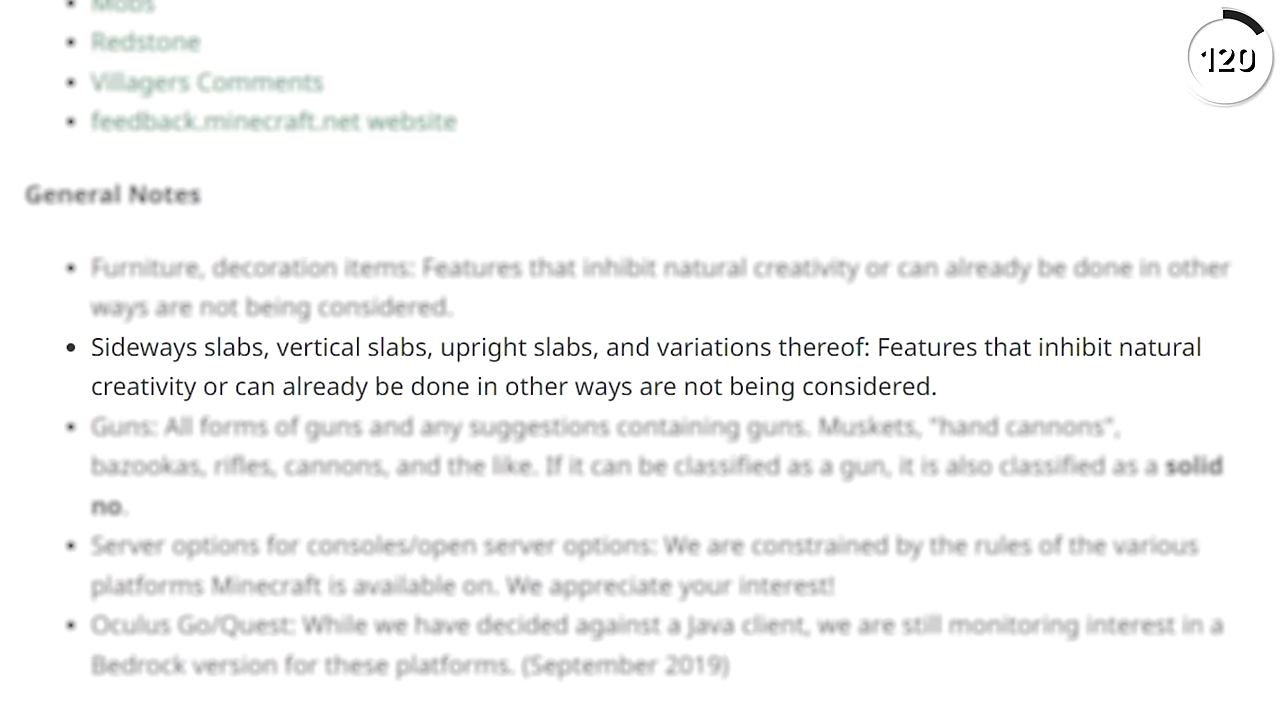 Mobs
120
Redstone
Villagers Comments
feedback.minecraft.net website
General Notes
Furniture, decoration items: Features that inhibit natural creativity or can already be done in other
ways are not being considered.
Sideways slabs, vertical slabs, upright slabs, and variations thereof: Features that inhibit natural
creativity or can already be done in other ways are not being considered.
Guns: All forms of guns and any suggestions containing guns. Muskets, "hand cannons",
bazookas, rifles, cannons, and the like. If it can be classified as a gun, it is also classified as a solid
no.
Server options for consoles/open server options: We are constrained by the rules of the various
platforms Minecraft is available on. We appreciate your interest!
Oculus Go/Quest: While we have decided against a Java client, we are still monitoring interest in a
Bedrock version for these platforms. (September 2019)